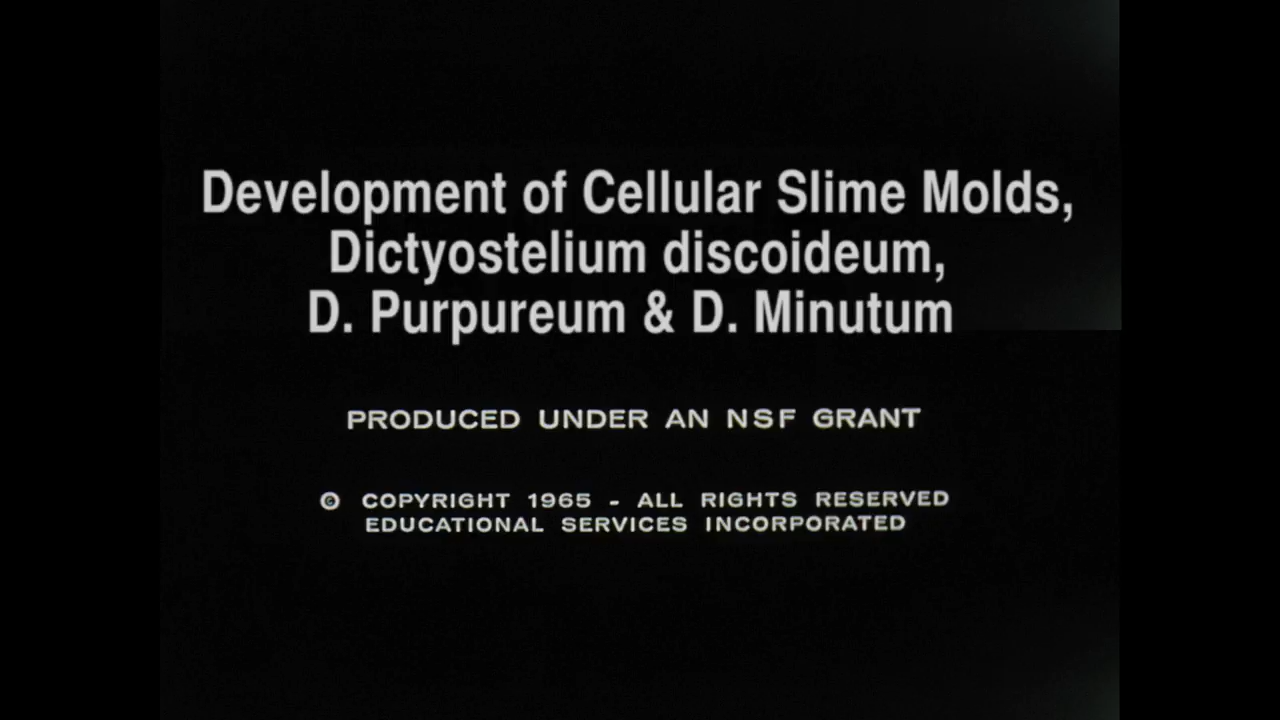 Development of Cellular Slime Molds,
Dictyostelium discoideum,
D. Purpureum & D. Minutum
PRODUCED UNDER AN NSF GRANT
© COPYRIGHT 1965 - ALL RIGHTS RESERVED
EDUCATIONAL SERVICES INCORPORATED